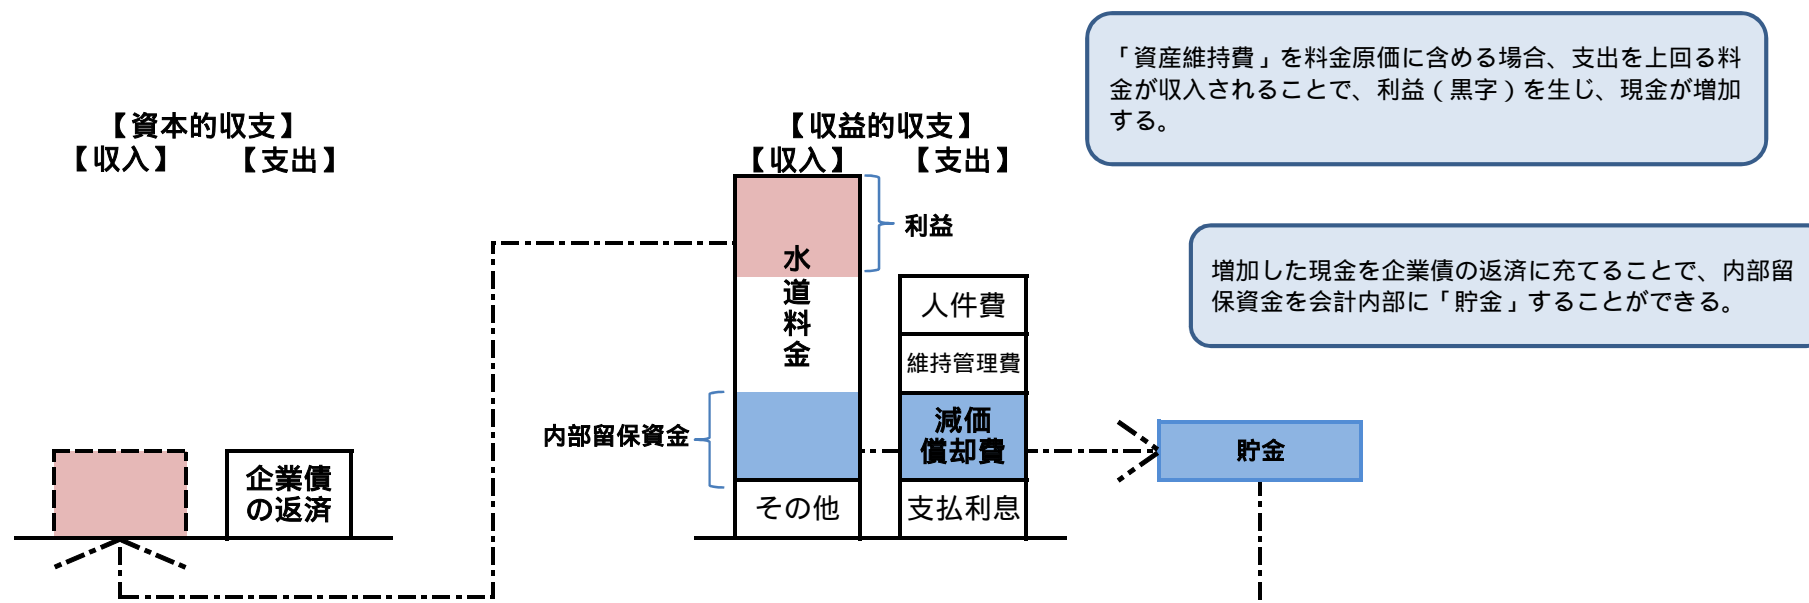 「資産維持費」を料金原価に含める場合、支出を上回る料
金が収入されることで、利益（黒字）を生じ、現金が増加
する。
【資本的収支】
【収入】
【支出】
【収益的収支】
【収入】
【支出】
利益
増加した現金を企業債の返済に充てることで、内部留
保資金を会計内部に「貯金」することができる。
水
道
料
金
人件費
維持管理費
内部留保資金
減価
償却費
貯金
企業債
の返済
その他
支払利息